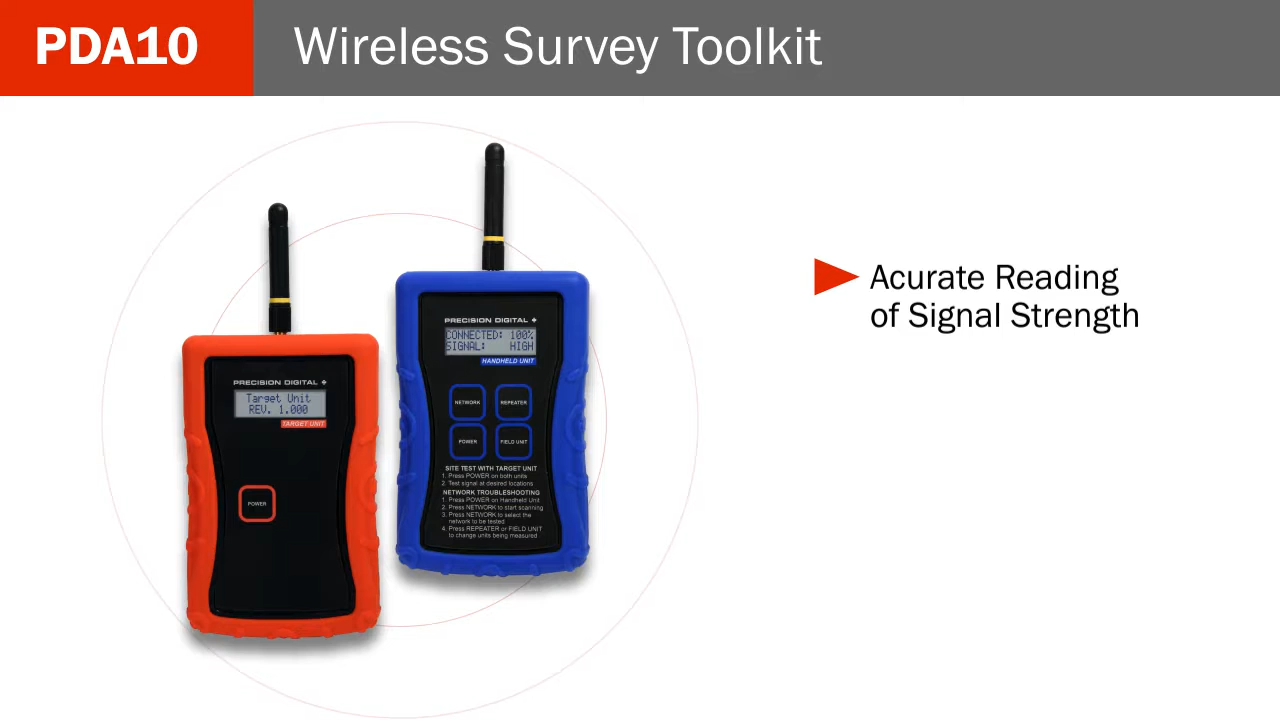 PDA10
Wireless Survey Toolkit
Acurate Reading
of Signal Strength
PRECISION DIGITAL
Target Unit
REV. 1.000
TARGET UNIT
POWER
PRECISION DIGITAL
CONNECTED: 100%
SIGNAL: HIGH
HANDHELD UNIT
NETWORK
REPEATER
POWER
FIELD UNIT
SITE TEST WITH TARGET UNIT
1. Press POWER on both units
2. Test signal at desired locations
NETWORK TROUBLESHOOTING
1. Press POWER on Handheld Unit
2. Press NETWORK to start scanning
3. Press NETWORK to select the
network to be tested
4. Press REPEATER or FIELD UNIT
to change units being measured